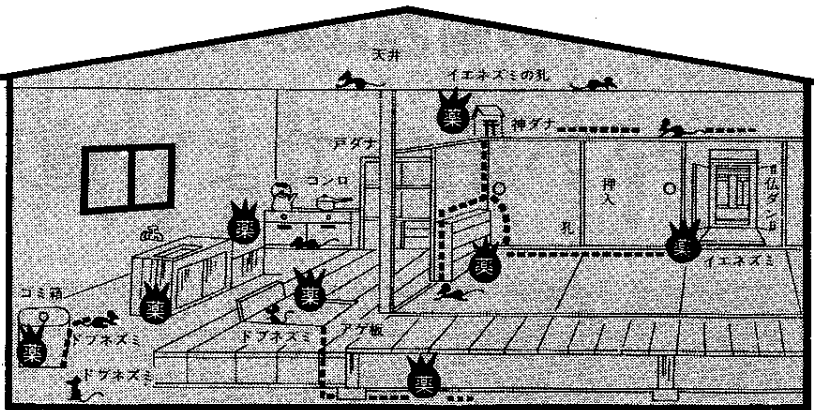 天井
イエネズミの孔
薬
神ダナ
戸ダナ
コンロ
押入
仏ダン
孔
薬
薬
薬
イエネズミ
ゴミ箱
薬
薬
薬
ドブネズミ
ドブネズミ
アゲ板
ドブネズミ
薬